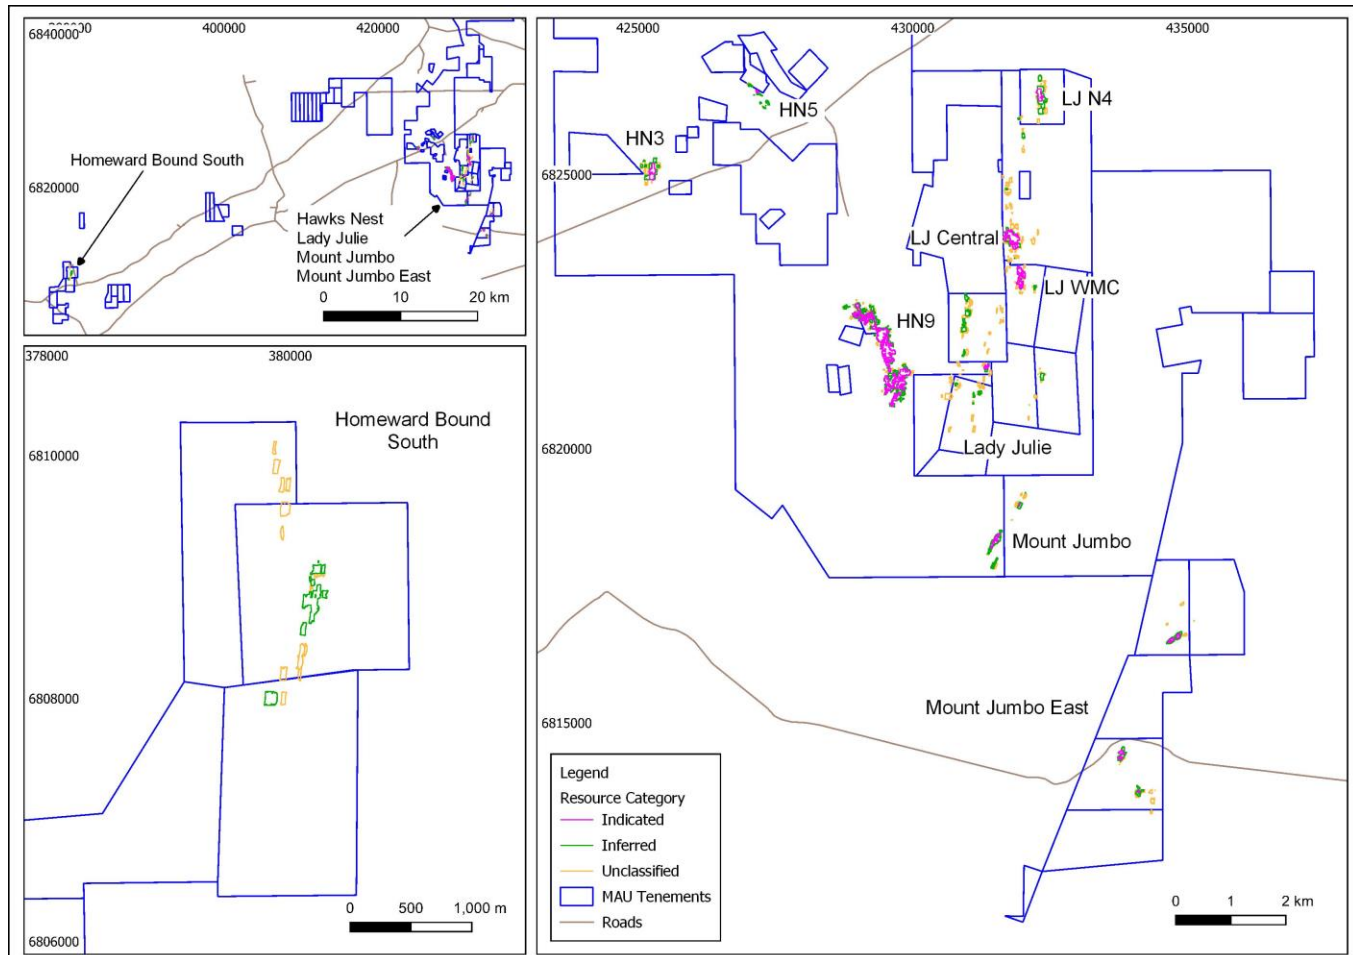 400000
420000
6840000
6820000
Homeward Bound South
Hawks Nest
Lady Julie
Mount Jumbo
Mount Jumbo East
0 10 20 km
378000
380000
6810000
6808000
6806000
Homeward Bound
South
0 500 1,000 m
425000
430000
435000
6825000
6820000
6815000
HN5
LJ N4
HN3
LJ Central
LJ WMC
HN9
Lady Julie
Mount Jumbo
Mount Jumbo East
Legend
Resource Category
Indicated
Inferred
Unclassified
MAU Tenements
Roads
0 1 2 km